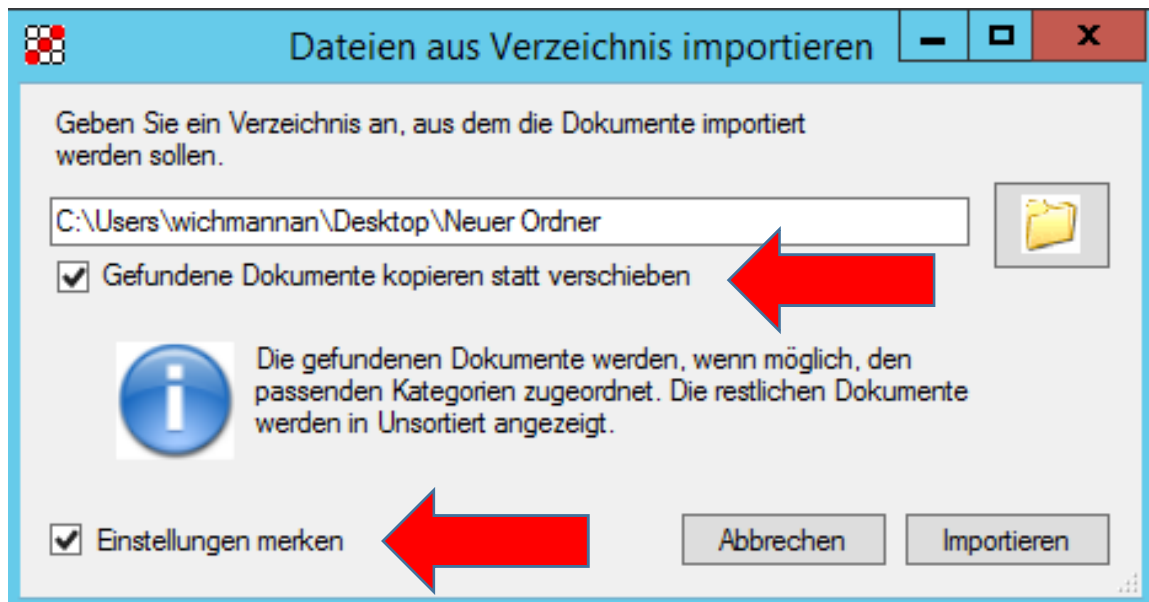 Dateien aus Verzeichnis importieren
Geben Sie ein Verzeichnis an, aus dem die Dokumente importiert
werden sollen.
C:\Users\wichmannan\Desktop\Neuer Ordner
Gefundene Dokumente kopieren statt verschieben
Die gefundenen Dokumente werden, wenn möglich, den
passenden Kategorien zugeordnet. Die restlichen Dokumente
werden in Unsortiert angezeigt.
Einstellungen merken
Abbrechen
Importieren